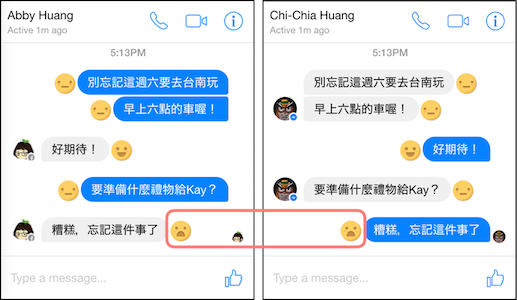 Abby Huang
Active 1m ago
5:13PM
別忘記這週六要去台南玩
早上六點的車喔！
好期待！
要準備什麼禮物給Kay？
糟糕，忘記這件事了
Type a message...
Chi-Chia Huang
Active 1m ago
5:13PM
別忘記這週六要去台南玩
早上六點的車喔！
好期待！
要準備什麼禮物給Kay？
糟糕，忘記這件事了
Type a message...